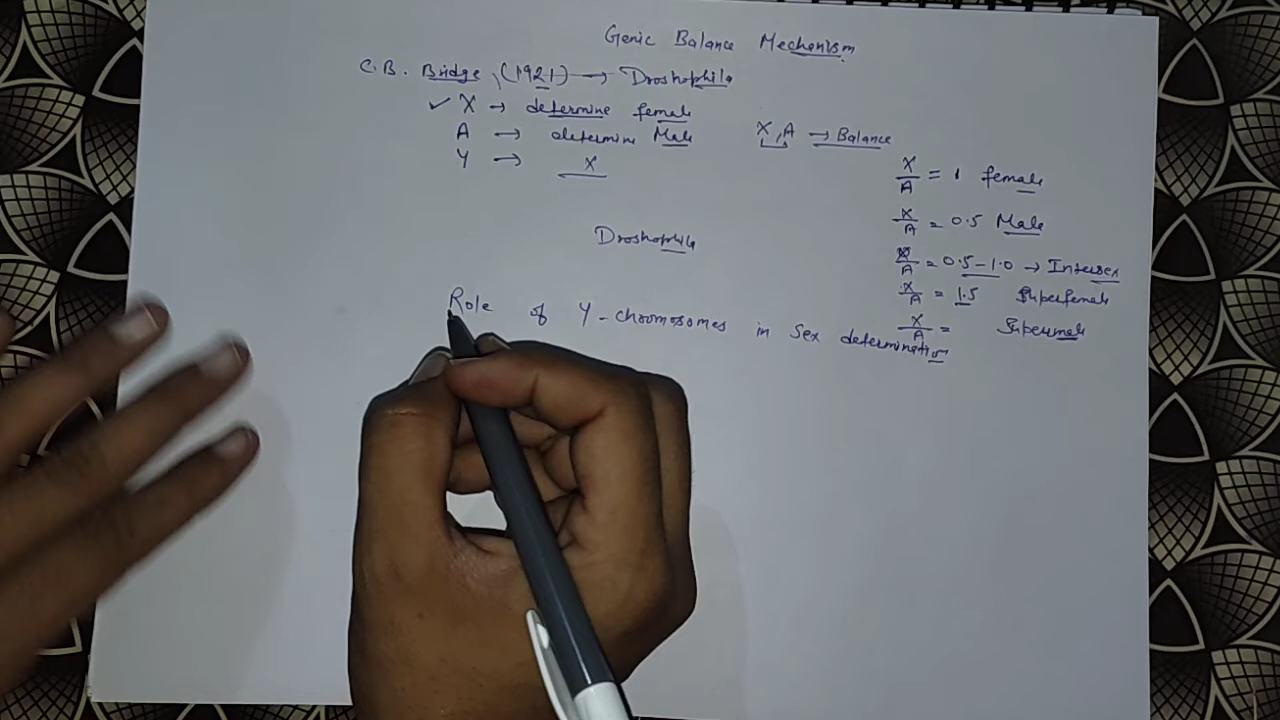 Genic Balance Mechenism
C.B. Bridge (1921) → Droshophila
✓ X → determine female
A → determine Male
X, A → Balance
Y → X
X/A = 1 female
X/A = 0.5 Male
X/A = 0.5-1.0 → Intersex
X/A = 1.5 Superfemale
X/A = Supermale
Droshophila
Role of Y-chromosomes in sex determination